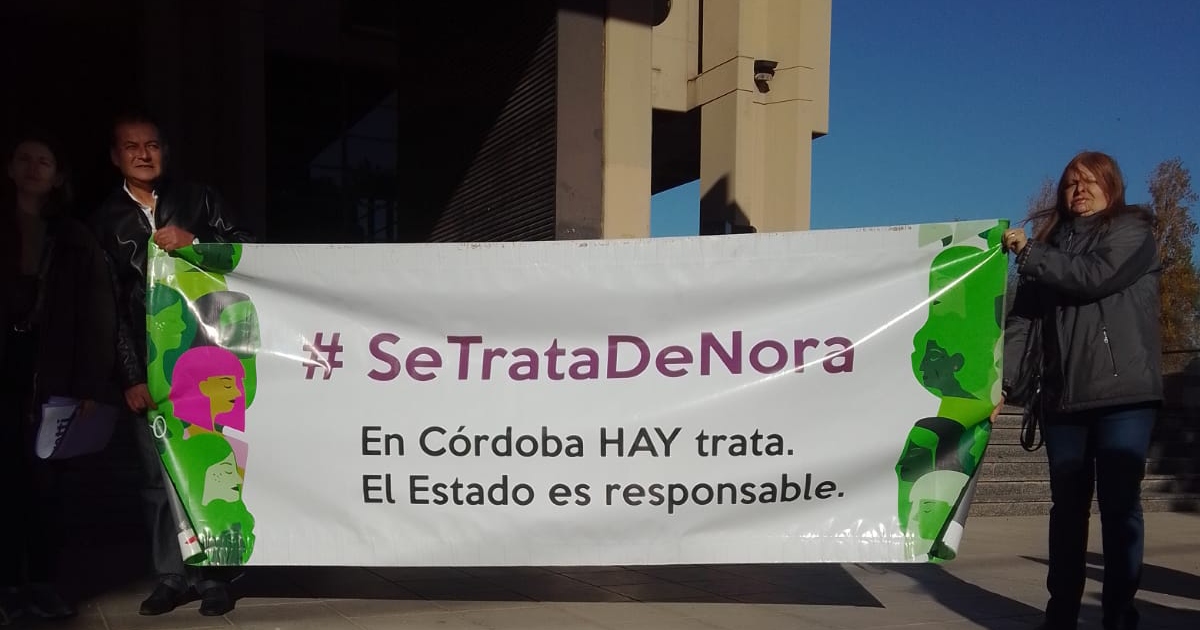 # SeTrataDeNora
En Córdoba HAY trata.
El Estado es responsable.